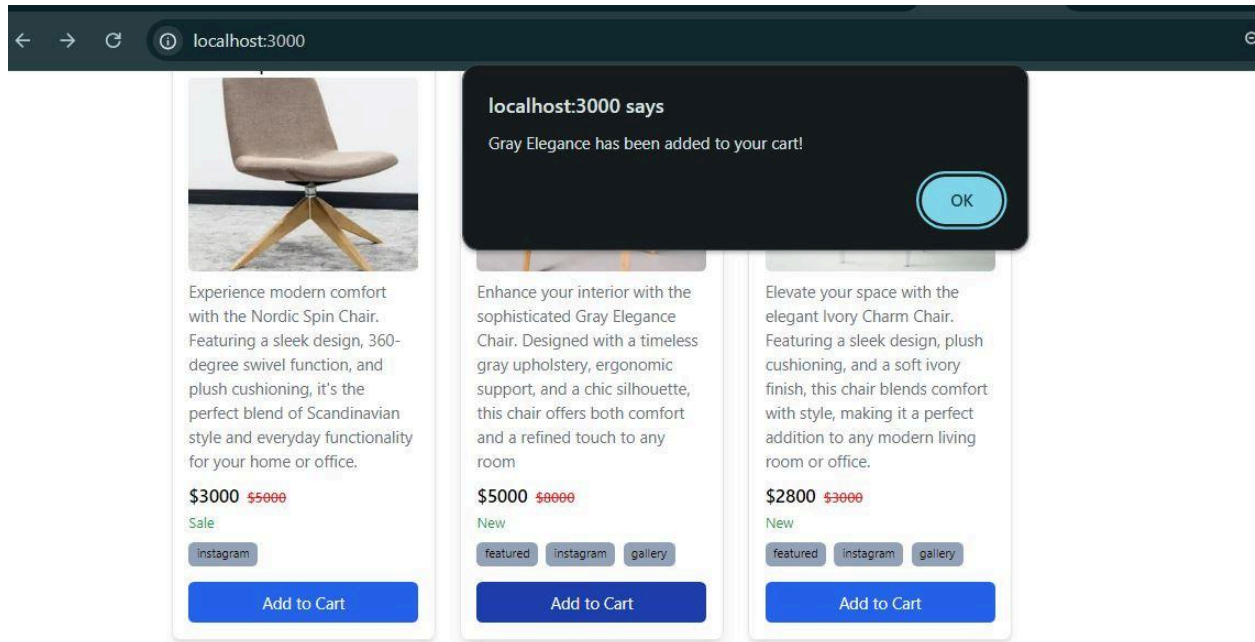 localhost:3000
localhost:3000 says
Gray Elegance has been added to your cart!
OK
Experience modern comfort
with the Nordic Spin Chair.
Featuring a sleek design, 360-
degree swivel function, and
plush cushioning, it's the
perfect blend of Scandinavian
style and everyday functionality
for your home or office.
$3000 $5000
Sale
instagram
Add to Cart
Enhance your interior with the
sophisticated Gray Elegance
Chair. Designed with a timeless
gray upholstery, ergonomic
support, and a chic silhouette,
this chair offers both comfort
and a refined touch to any
room
$5000 $8000
New
featured instagram gallery
Add to Cart
Elevate your space with the
elegant Ivory Charm Chair.
Featuring a sleek design, plush
cushioning, and a soft ivory
finish, this chair blends comfort
with style, making it a perfect
addition to any modern living
room or office.
$2800 $3000
New
featured instagram gallery
Add to Cart